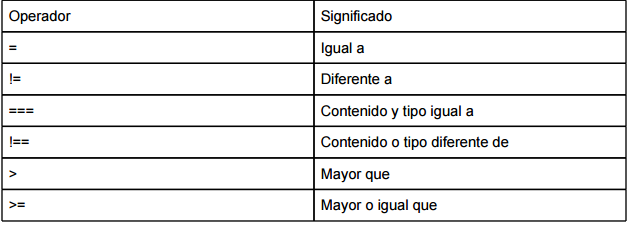 Operador Significado
= Igual a
!= Diferente a
=== Contenido y tipo igual a
!== Contenido o tipo diferente de
> Mayor que
>= Mayor o igual que